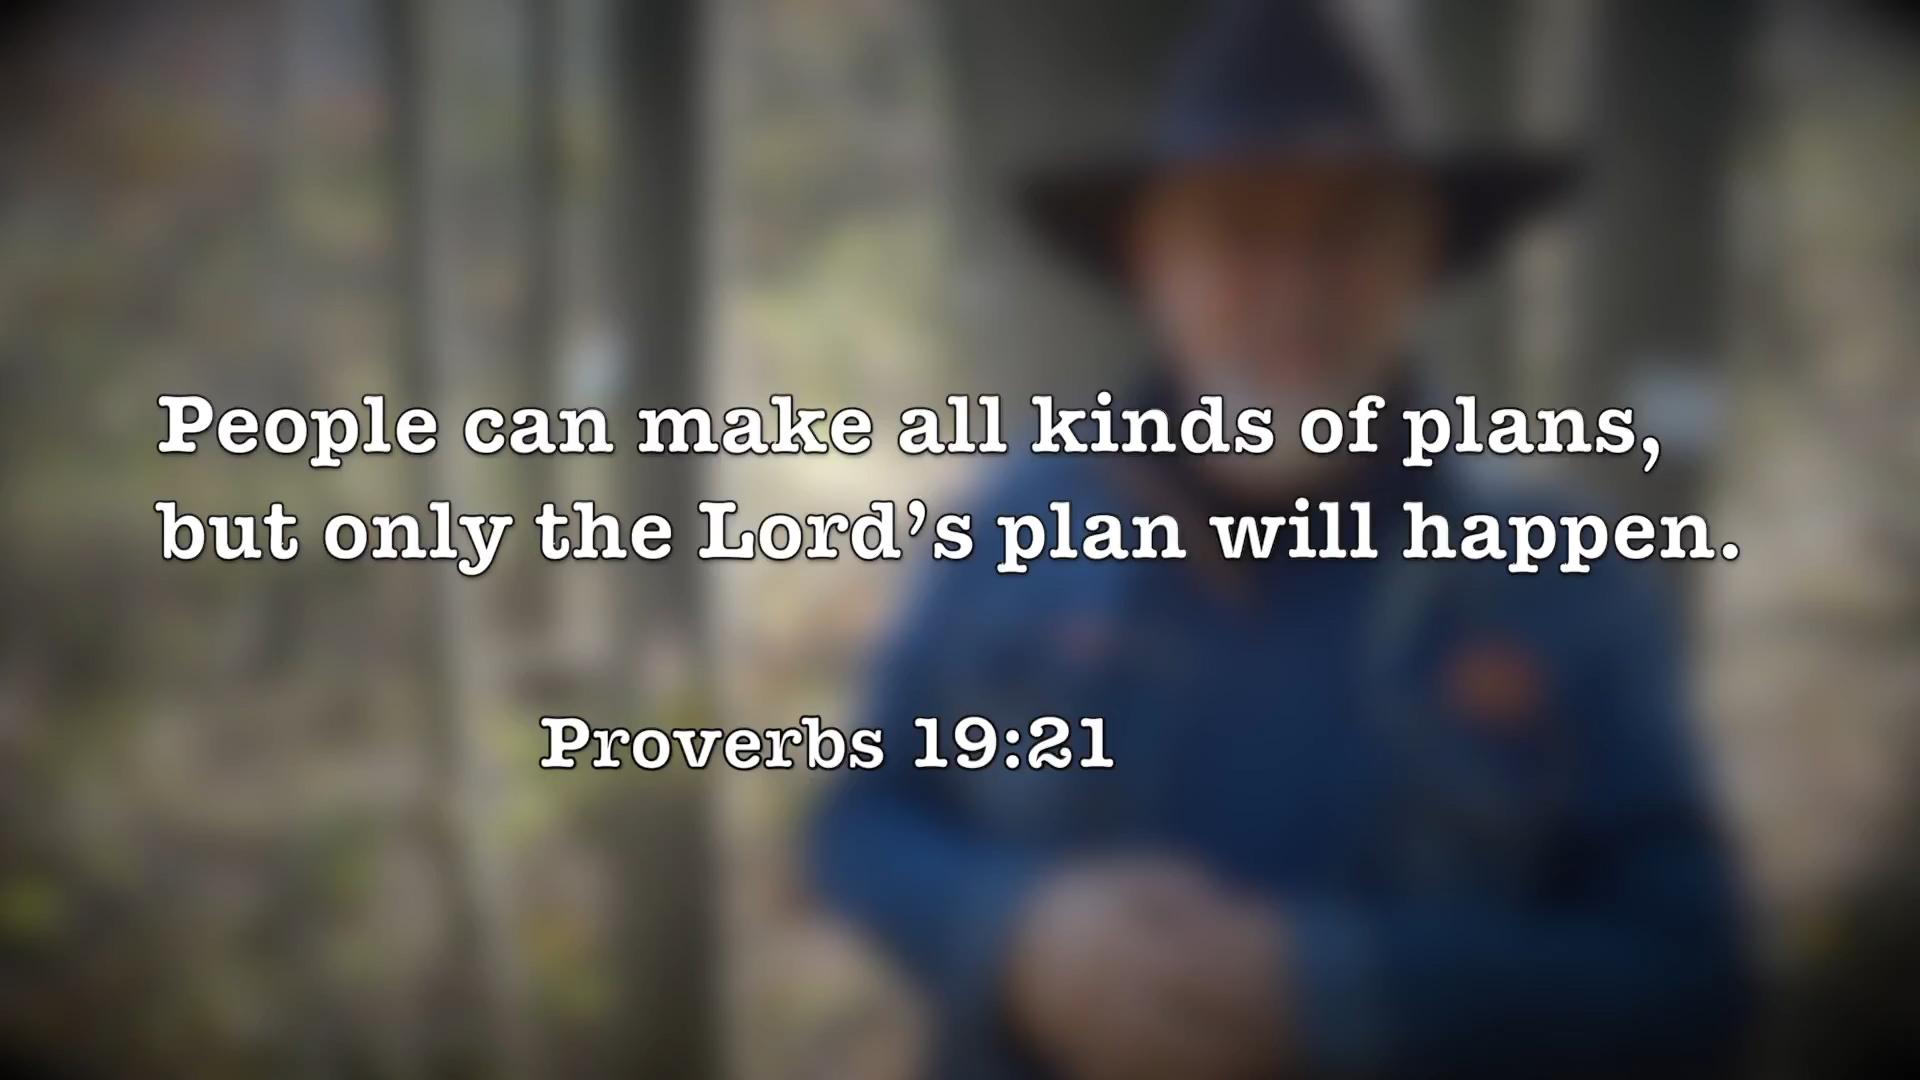 People can make all kinds of plans,
but only the Lord’s plan will happen.
Proverbs 19:21